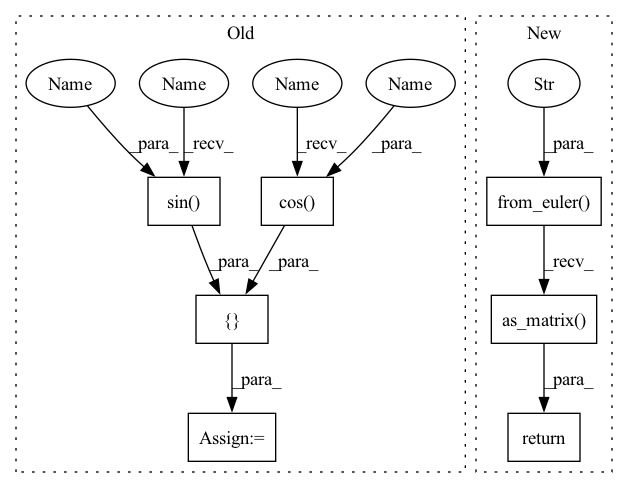 Old
New
Name
Name
Name
Name
Str
_para_
_recv_
_recv_
_para_
_para_
sin()
cos()
from_euler()
_para_
_para_
_recv_
{}
as_matrix()
_para_
_para_
Assign:=
return